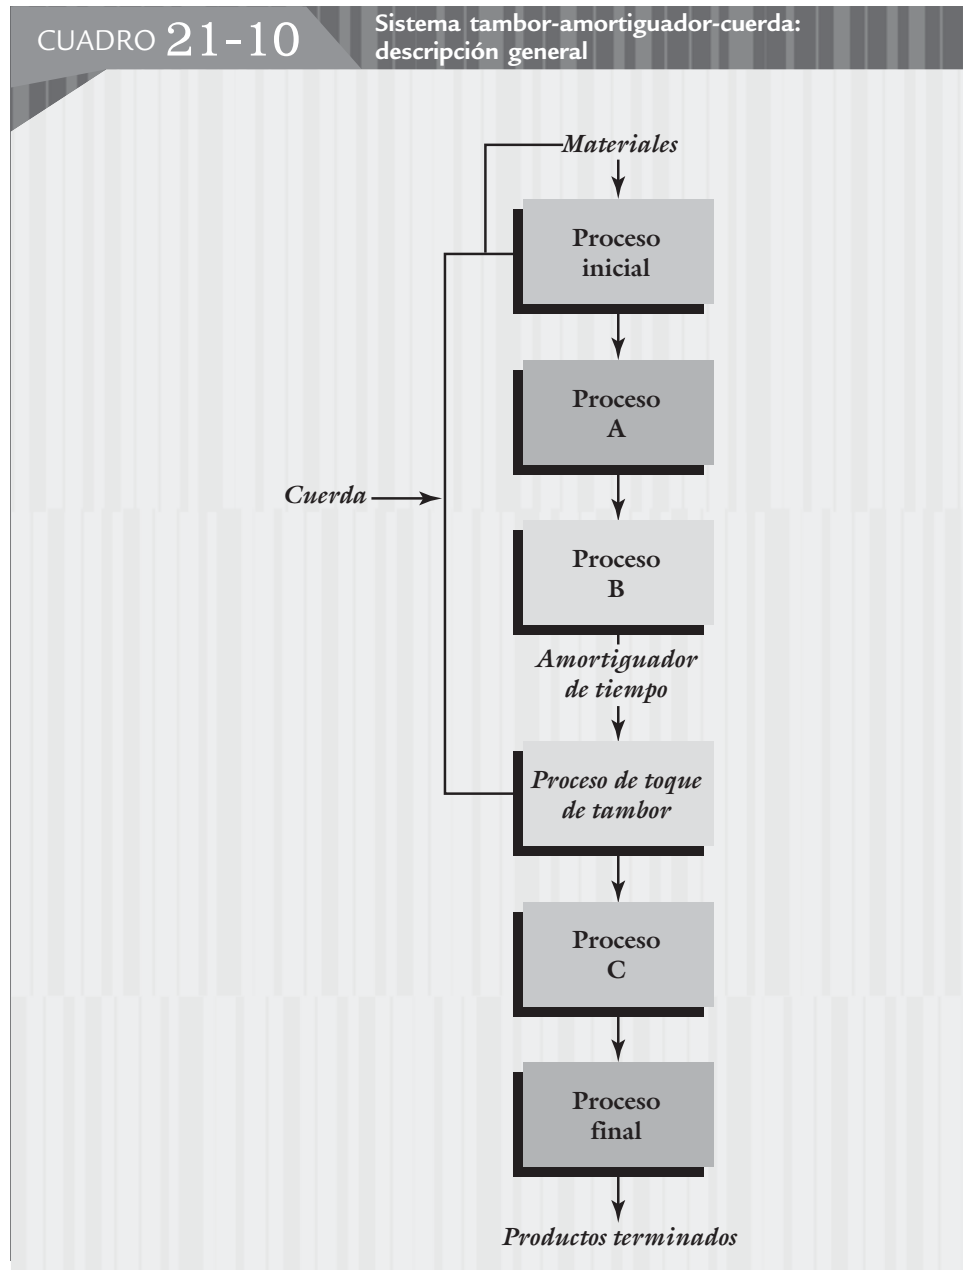 CUADRO 21-10
Sistema tambor-amortiguador-cuerda:
descripción general
Materiales
Proceso
inicial
Proceso
A
Cuerda
Proceso
B
Amortiguador
de tiempo
Proceso de toque
de tambor
Proceso
C
Proceso
final
Productos terminados